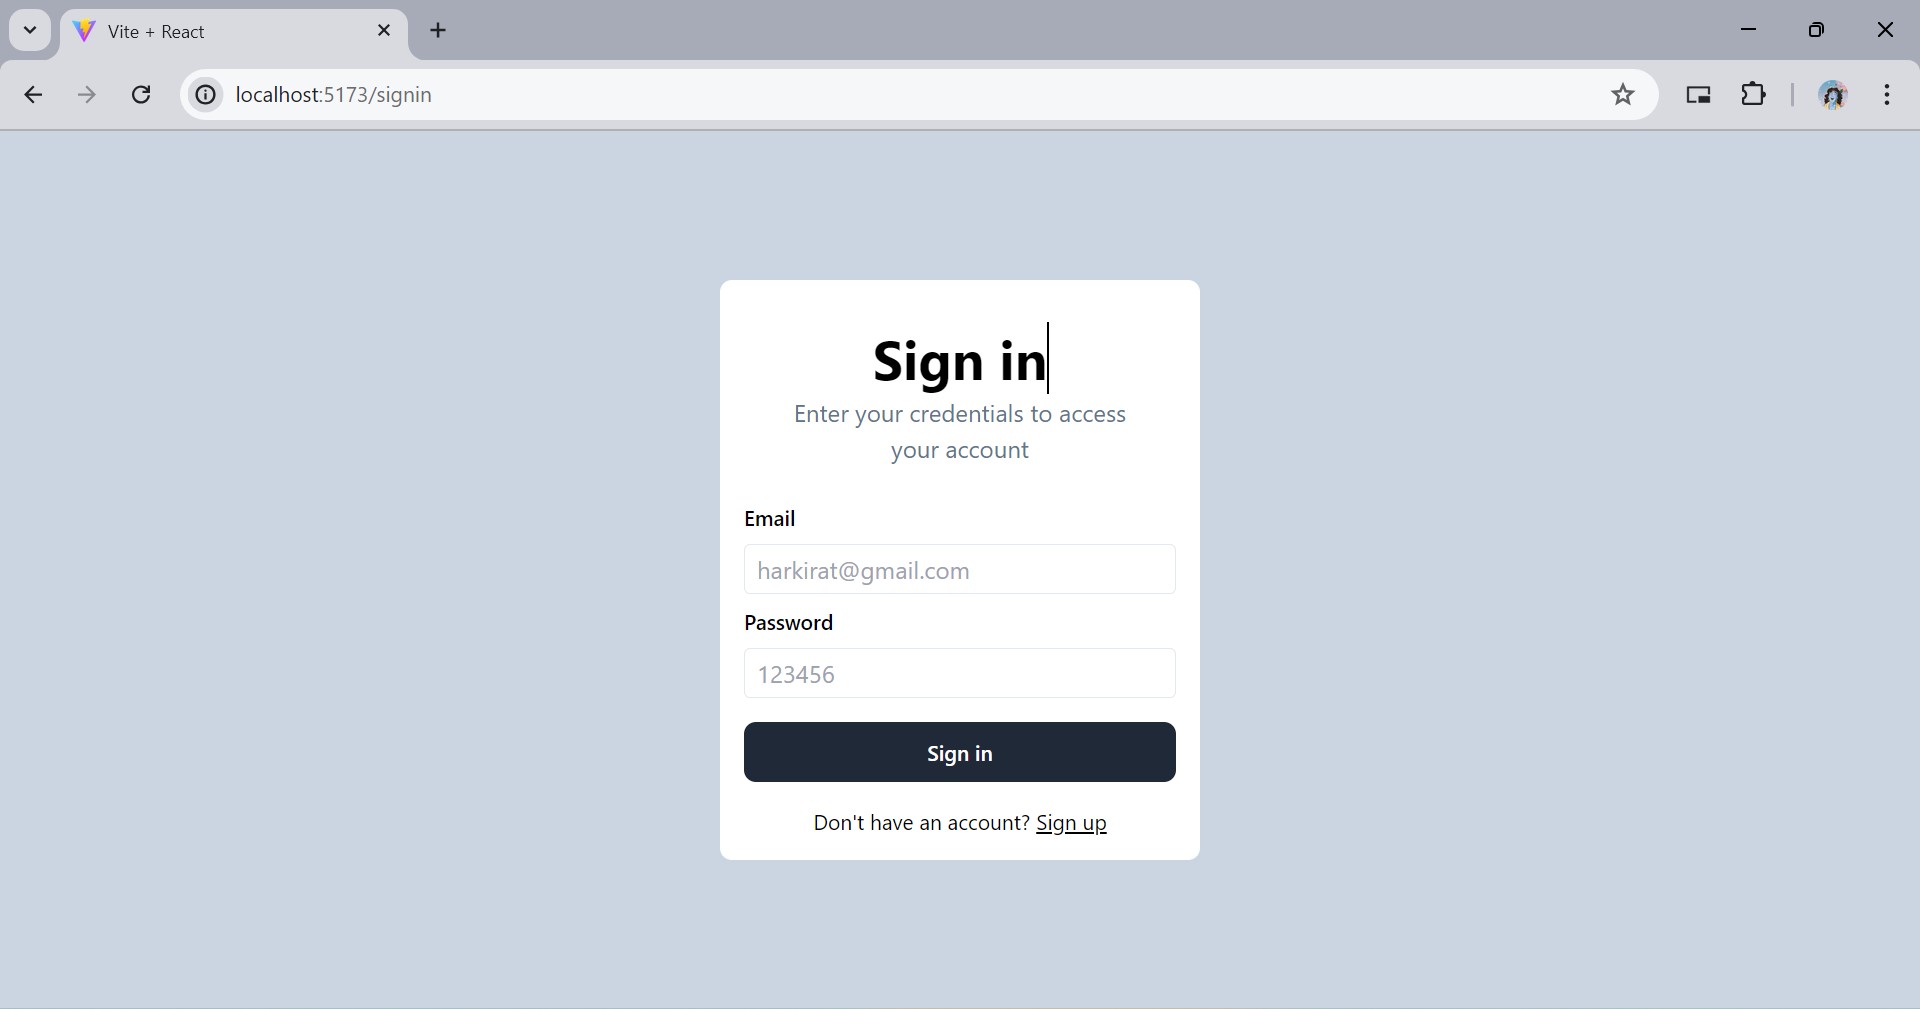 Vite + React
localhost:5173/signin
Sign in
Enter your credentials to access
your account
Email
harkirat@gmail.com
Password
123456
Sign in
Don't have an account? Sign up